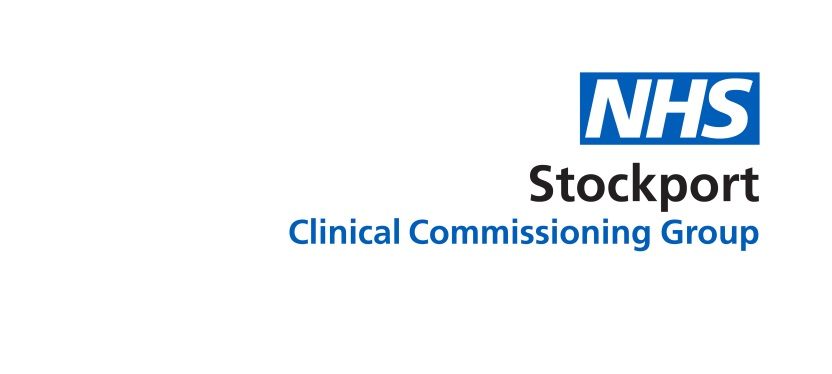 NHS
Stockport
Clinical Commissioning Group